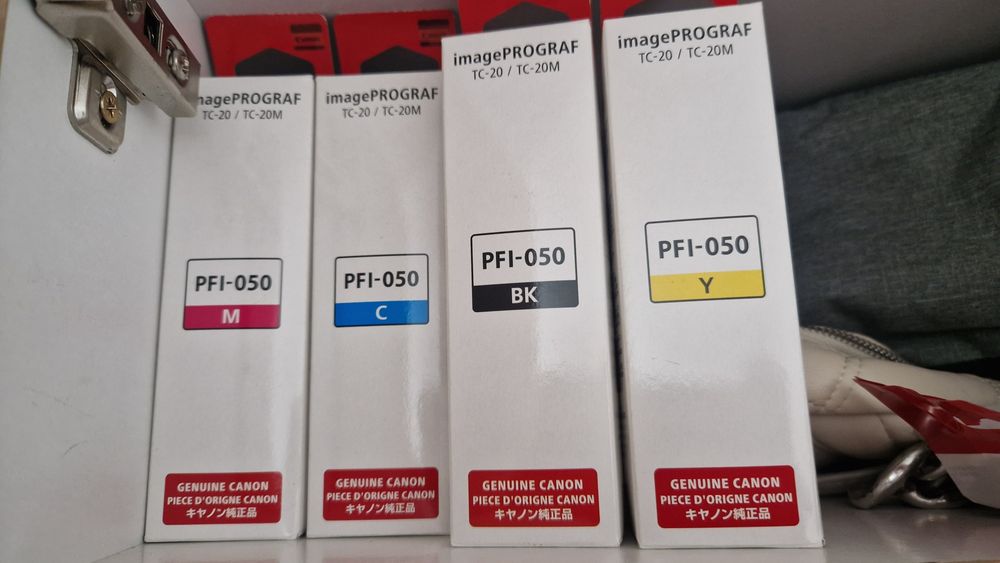 imagePROGRAF
TC-20 / TC-20M
PFI-050
M
GENUINE CANON
PIECE D'ORIGNE CANON
キヤノン純正品
imagePROGRAF
TC-20 / TC-20M
PFI-050
C
GENUINE CANON
PIECE D'ORIGNE CANON
キヤノン純正品
imagePROGRAF
TC-20 / TC-20M
PFI-050
BK
GENUINE CANON
PIECE D'ORIGNE CANON
キヤノン純正品
imagePROGRAF
TC-20 / TC-20M
PFI-050
Y
GENUINE CANON
PIECE D'ORIGNE CANON
キヤノン純正品